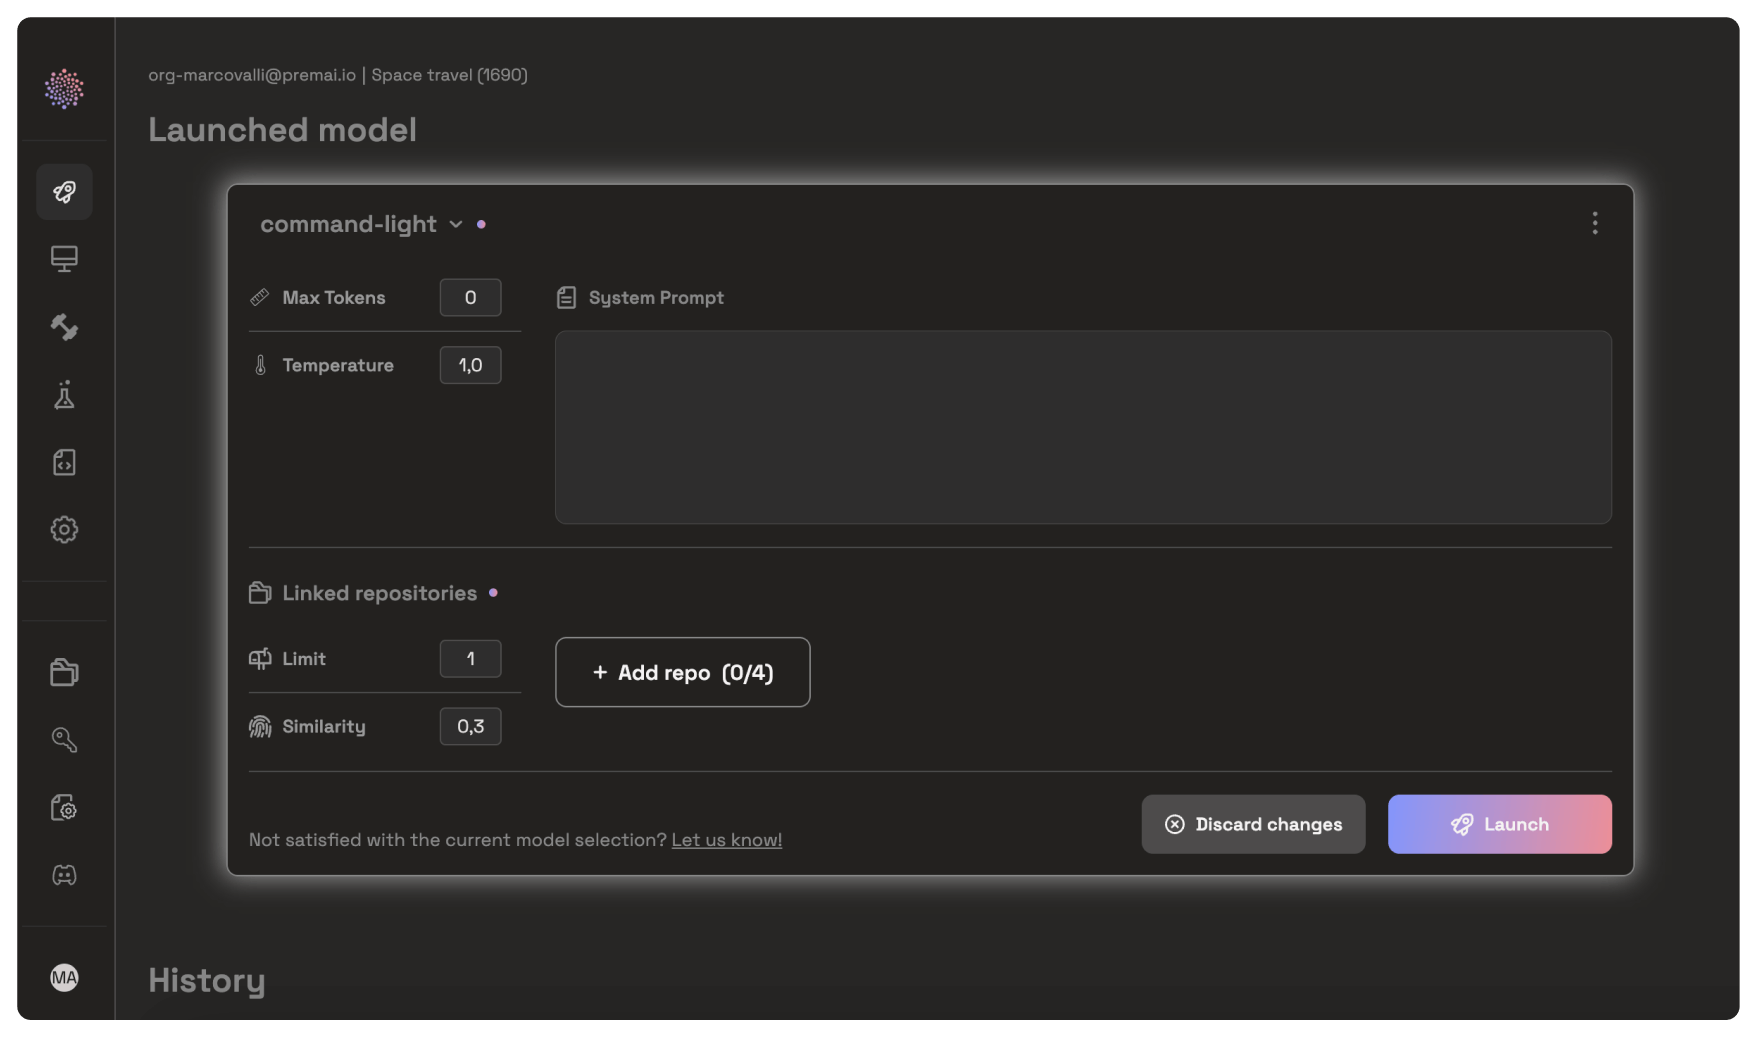 org-marcovalli@premai.io | Space travel (1690)
Launched model
command-light
Max Tokens 0
System Prompt
Temperature 1,0
Linked repositories
Limit 1
+ Add repo (0/4)
Similarity 0,3
Not satisfied with the current model selection? Let us know!
Discard changes
Launch
History
MA